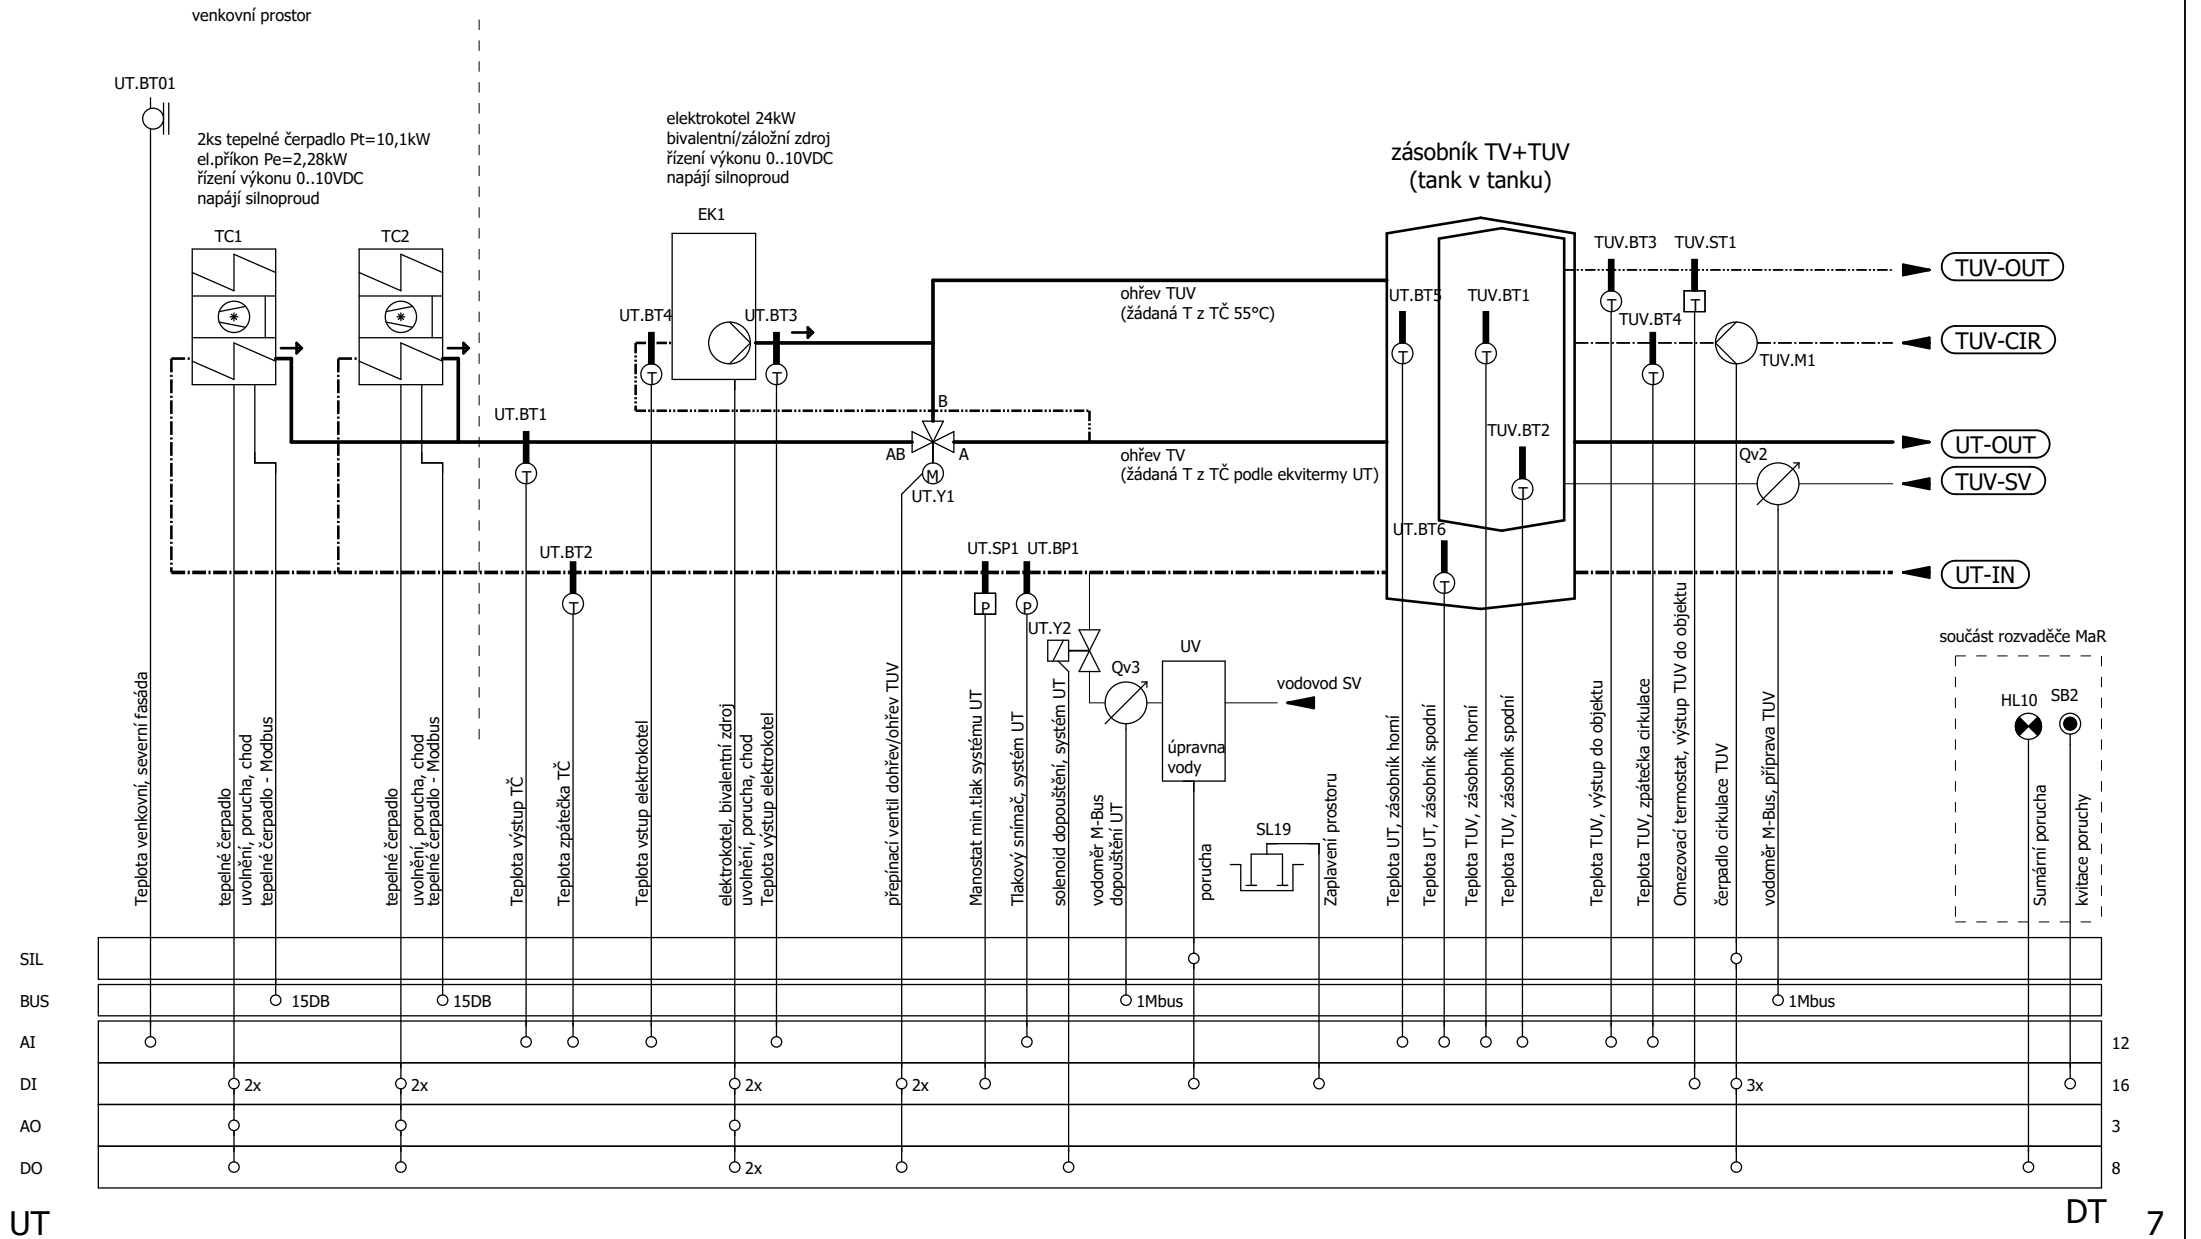 venkovní prostor
UT.BT01
2ks tepelné čerpadlo Pt=10,1kW
el.příkon Pe=2,28kW
řízení výkonu 0..10VDC
napájí silnoproud
elektrokotel 24kW
bivalentní/záložní zdroj
řízení výkonu 0..10VDC
napájí silnoproud
zásobník TV+TUV
(tank v tanku)
TC1
TC2
EK1
TUV.BT3
TUV.ST1
TUV-OUT
T
T
ohřev TUV
(žádaná T z TČ 55°C)
UT.BT5
TUV.BT1
UT.BT4
UT.BT3
TUV.BT4
TUV-CIR
TUV.M1
T
T
T
T
T
UT.BT1
B
AB
A
M
UT.Y1
ohřev TV
(žádaná T z TČ podle ekvitermy UT)
TUV.BT2
UT-OUT
Qv2
TUV-SV
T
T
UT.BT2
UT.SP1
UT.BP1
UT.BT6
UT-IN
T
P
P
T
UT.Y2
Qv3
UV
úpravna
vody
vodovod SV
součást rozvaděče MaR
HL10
SB2
SL19
Teplota venkovní, severní fasáda
tepelné čerpadlo
uvolnění, porucha, chod
tepelné čerpadlo - Modbus
tepelné čerpadlo
uvolnění, porucha, chod
tepelné čerpadlo - Modbus
Teplota výstup TČ
Teplota zpátečka TČ
Teplota vstup elektrokotel
elektrokotel, bivalentní zdroj
uvolnění, porucha, chod
Teplota výstup elektrokotel
přepínací ventil dohřev/ohřev TUV
Manostat min.tlak systému UT
Tlakový snímač, systém UT
solenoid dopouštění, systém UT
vodoměr M-Bus
dopouštění UT
porucha
Zaplavení prostoru
Teplota UT, zásobník horní
Teplota UT, zásobník spodní
Teplota TUV, zásobník horní
Teplota TUV, zásobník spodní
Teplota TUV, výstup do objektu
Teplota TUV, zpátečka cirkulace
Omezovací termostat, výstup TUV do objektu
čerpadlo cirkulace TUV
vodoměr M-Bus, příprava TUV
Sumární porucha
kvitace poruchy
SIL
BUS
15DB
15DB
1Mbus
1Mbus
AI
12
DI
2x
2x
2x
2x
3x
16
AO
3
DO
2x
8
UT
DT
7